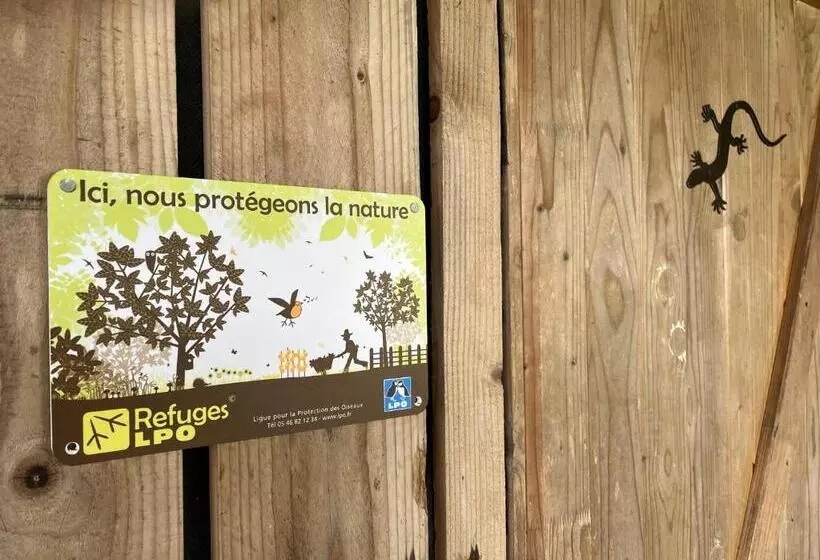 Ici, nous protégeons la nature
Refuges©
LPO
Ligue pour la Protection des Oiseaux
Tél 05 46 82 12 34 - www.lpo.fr
LPO